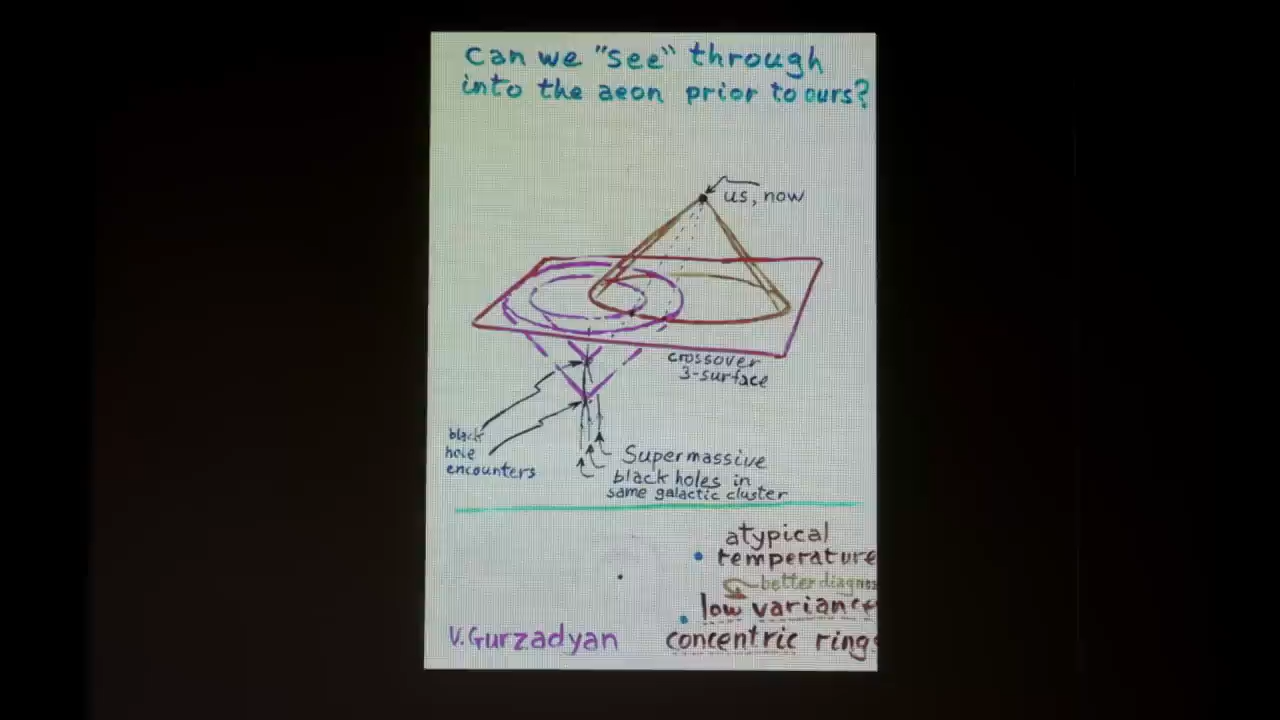 can we "see" through
into the aeon prior to ours?
us, now
crossover
3-surface
black
hole
encounters
Supermassive
black holes in
same galactic cluster
atypical
• temperature
better diagnos
• low variance
V. Gurzadyan
concentric rings